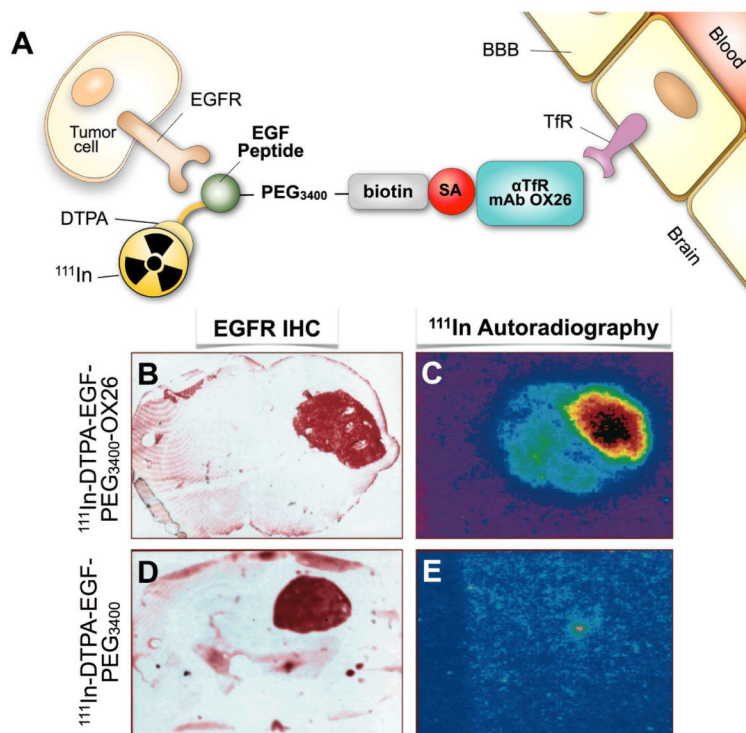 A
BBB
Blood
EGFR
Tumor
cell
EGF
Peptide
TfR
PEG₃₄₀₀
biotin
SA
αTfR
mAb OX26
DTPA
¹¹¹In
Brain
EGFR IHC
¹¹¹In Autoradiography
¹¹¹In-DTPA-EGF-
PEG₃₄₀₀-OX26
B
C
¹¹¹In-DTPA-EGF-
PEG₃₄₀₀
D
E